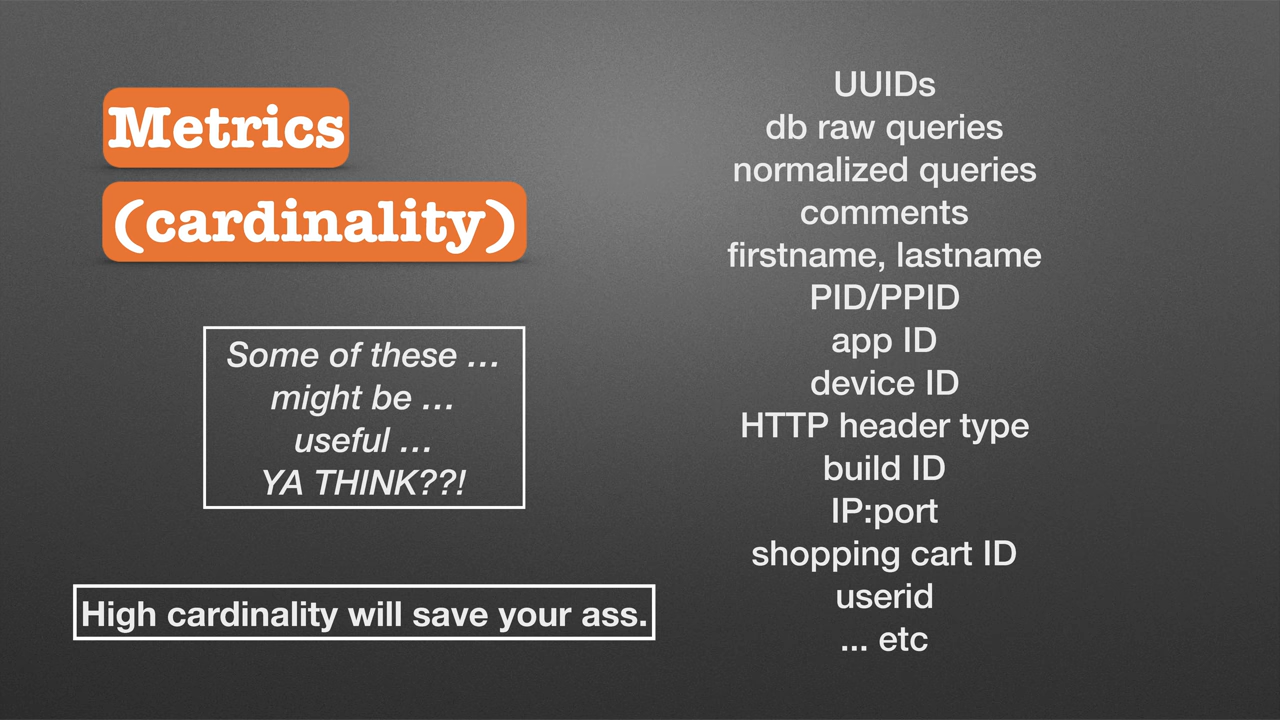 Metrics
(cardinality)
Some of these ...
might be ...
useful ...
YA THINK??!
High cardinality will save your ass.
UUIDs
db raw queries
normalized queries
comments
firstname, lastname
PID/PPID
app ID
device ID
HTTP header type
build ID
IP:port
shopping cart ID
userid
... etc